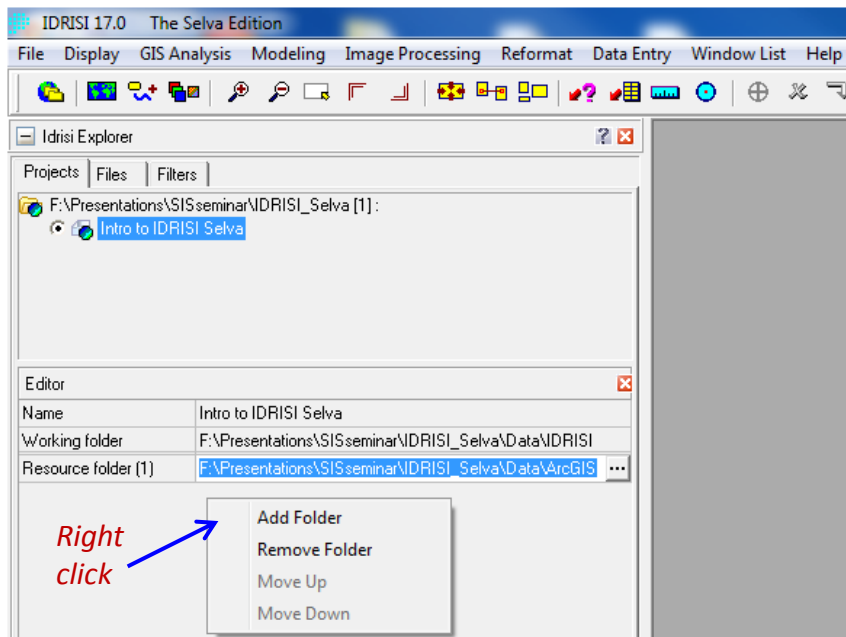 IDRISI 17.0 The Selva Edition
File Display GIS Analysis Modeling Image Processing Reformat Data Entry Window List Help
Idrisi Explorer
Projects Files Filters
F:\Presentations\SISseminar\IDRISI_Selva [1] :
Intro to IDRISI Selva
Editor
Name Intro to IDRISI Selva
Working folder F:\Presentations\SISseminar\IDRISI_Selva\Data\IDRISI
Resource folder (1) F:\Presentations\SISseminar\IDRISI_Selva\Data\ArcGIS ...
Add Folder
Remove Folder
Move Up
Move Down
Right
click